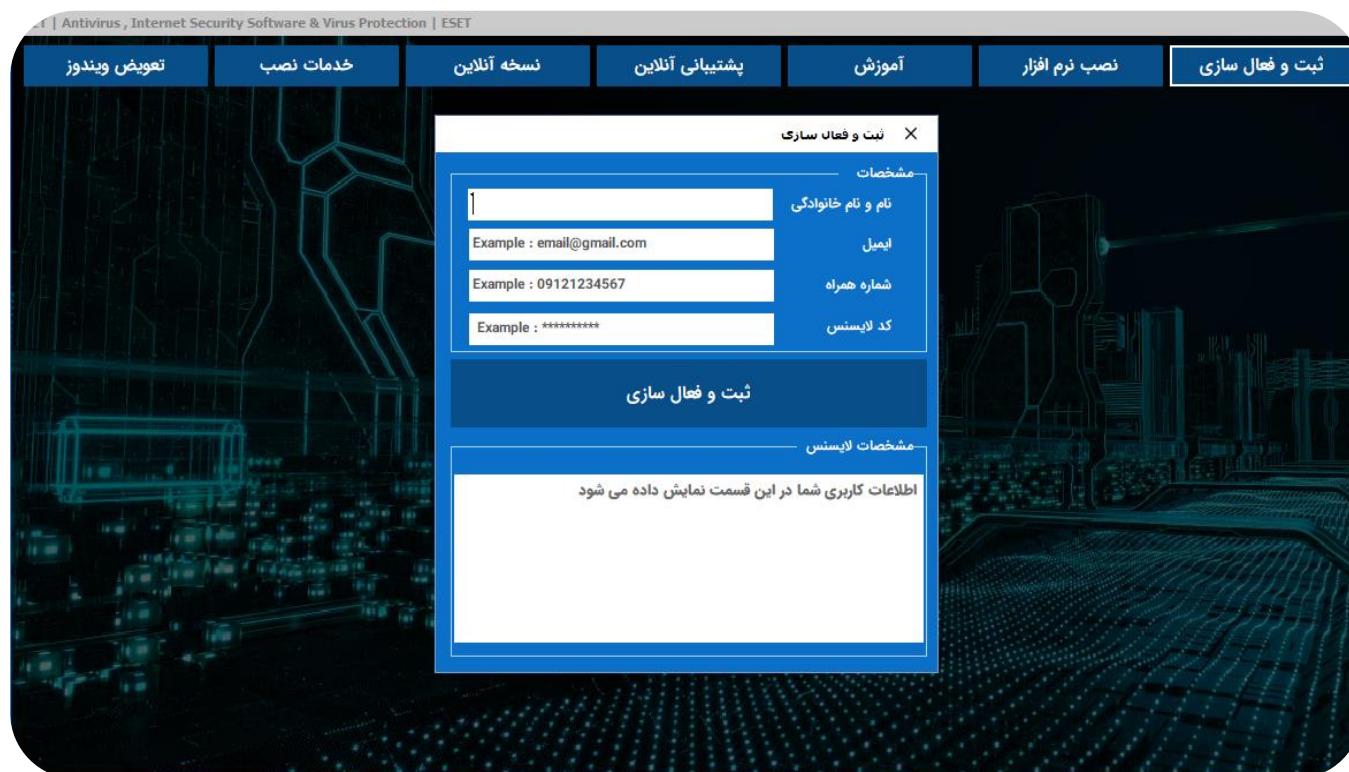 | Antivirus , Internet Security Software & Virus Protection | ESET
ثبت و فعال سازی
نصب نرم افزار
آموزش
پشتیبانی آنلاین
نسخه آنلاین
خدمات نصب
تعویض ویندوز
ثبت و فعال سازی
مشخصات
نام و نام خانوادگی
ایمیل
Example : email@gmail.com
شماره همراه
Example : 09121234567
کد لایسنس
Example : **********
ثبت و فعال سازی
مشخصات لایسنس
اطلاعات کاربری شما در این قسمت نمایش داده می شود